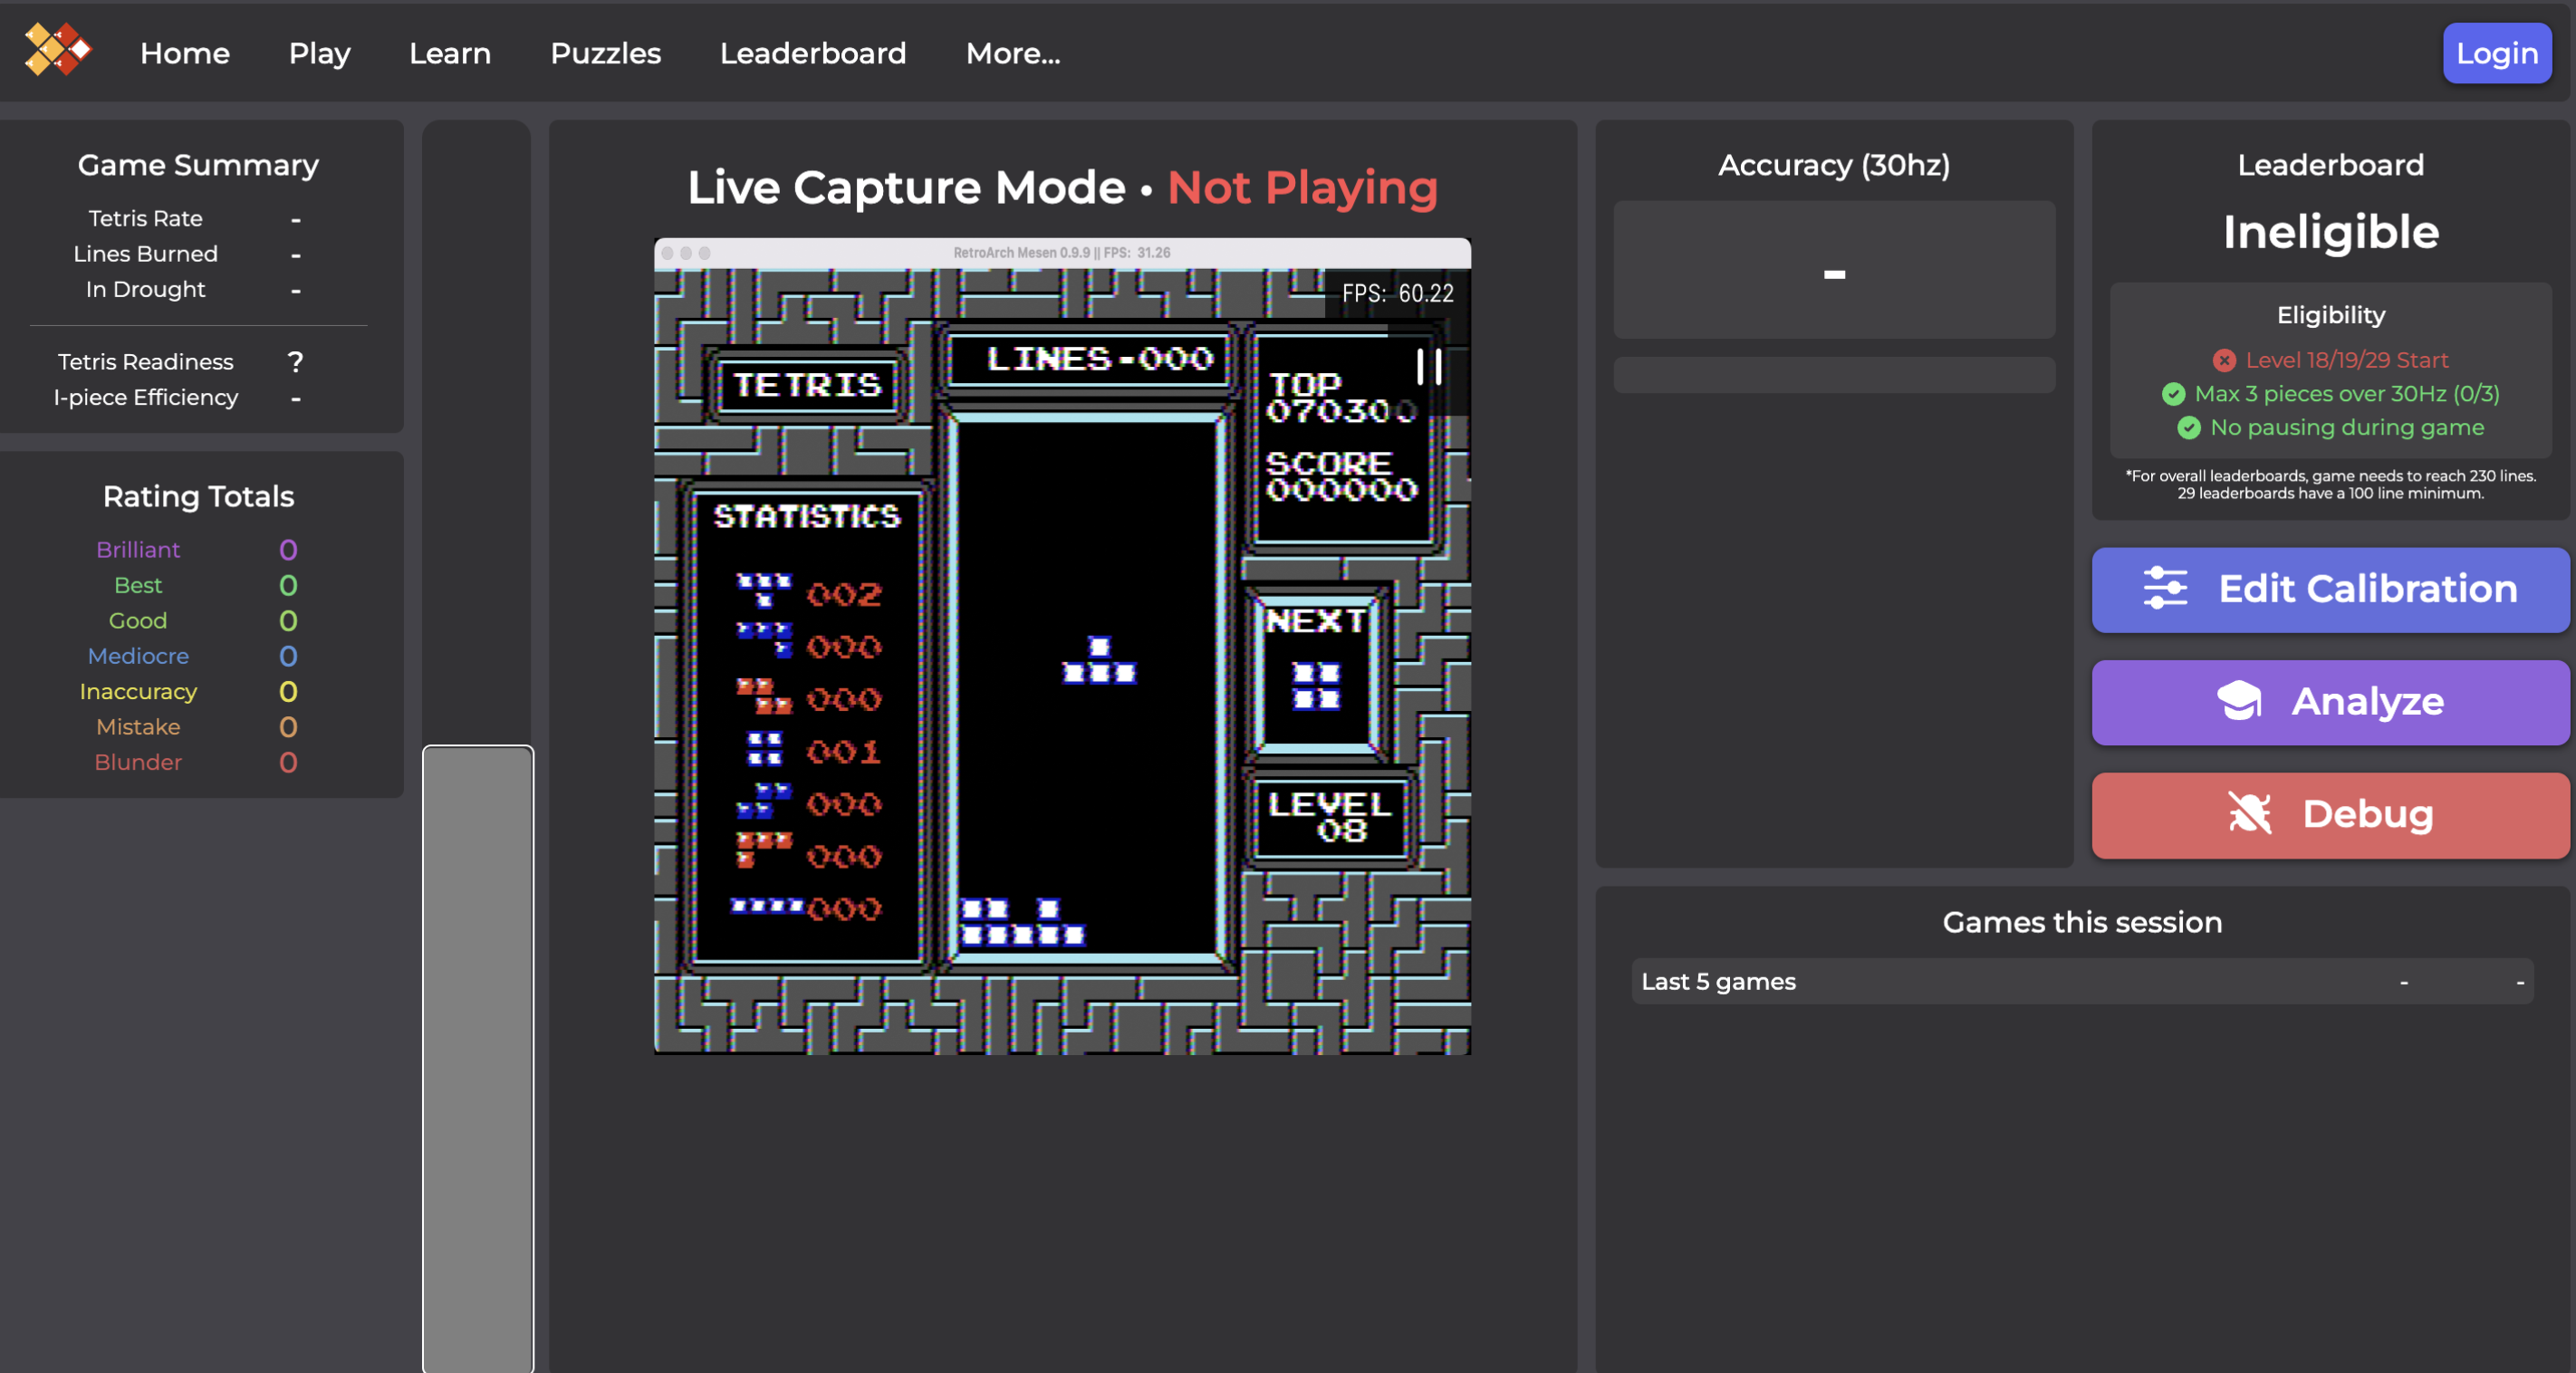 Home Play Learn Puzzles Leaderboard More... Login
Game Summary
Tetris Rate -
Lines Burned -
In Drought -
Tetris Readiness ?
I-piece Efficiency -
Rating Totals
Brilliant 0
Best 0
Good 0
Mediocre 0
Inaccuracy 0
Mistake 0
Blunder 0
Live Capture Mode • Not Playing
RetroArch Mesen 0.9.9 || FPS: 31.26
FPS: 60.22
LINES-000
TETRIS
TOP
070300
SCORE
000000
STATISTICS
002
000
000
001
000
000
000
NEXT
LEVEL
08
Accuracy (30hz)
-
Leaderboard
Ineligible
Eligibility
Level 18/19/29 Start
Max 3 pieces over 30Hz (0/3)
No pausing during game
*For overall leaderboards, game needs to reach 230 lines.
29 leaderboards have a 100 line minimum.
Edit Calibration
Analyze
Debug
Games this session
Last 5 games - -